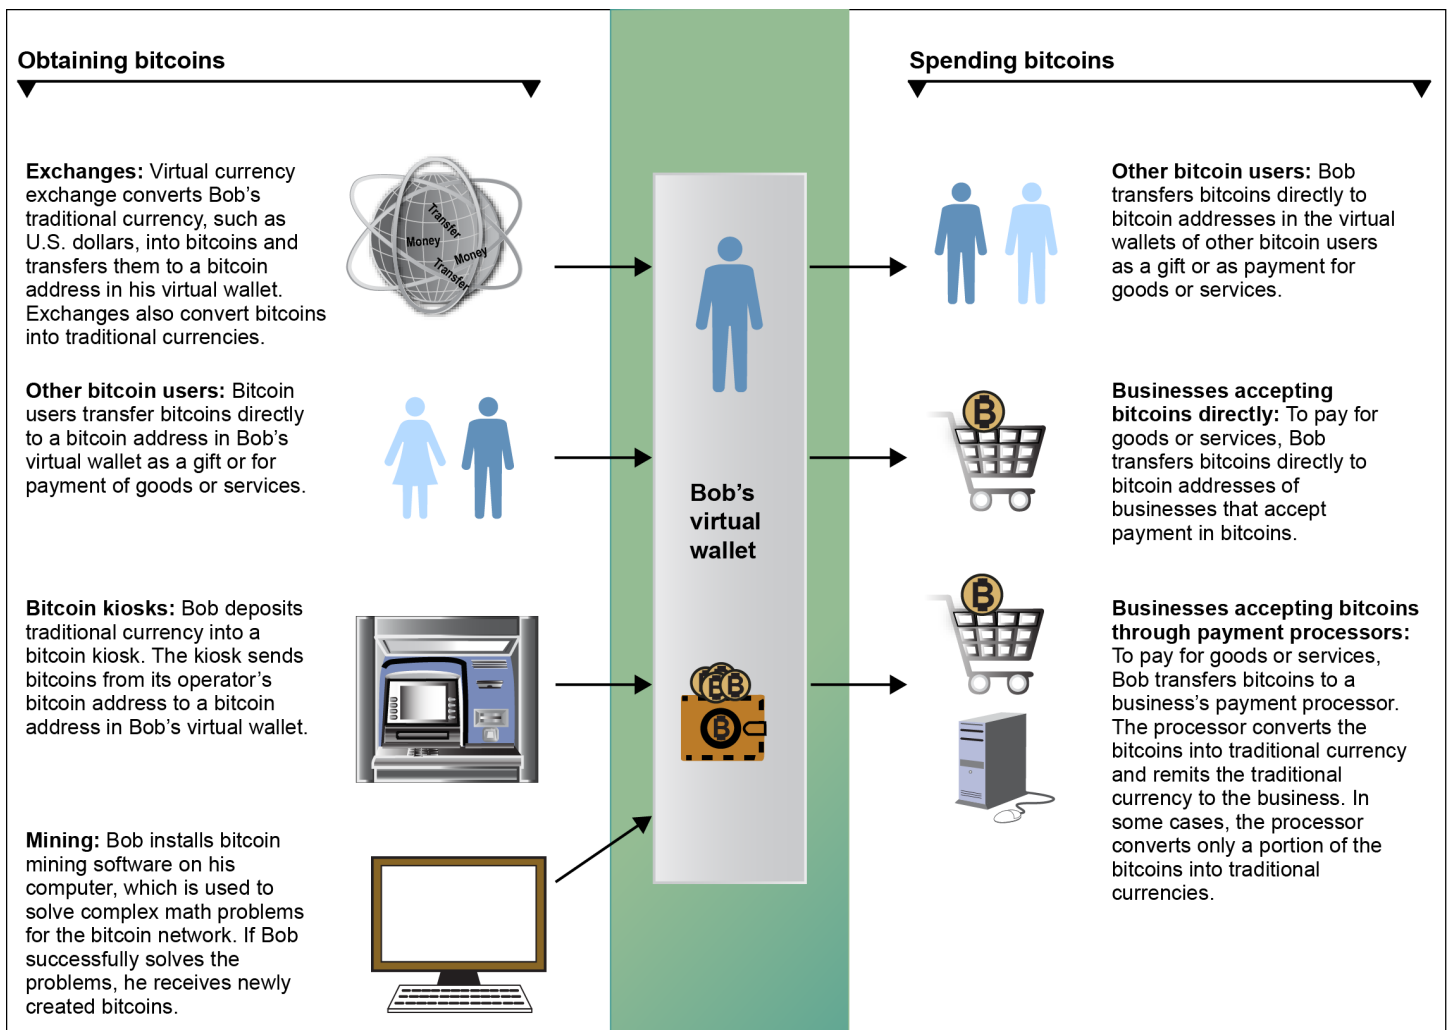 Obtaining bitcoins
Exchanges: Virtual currency
exchange converts Bob's
traditional currency, such as
U.S. dollars, into bitcoins and
transfers them to a bitcoin
address in his virtual wallet.
Exchanges also convert bitcoins
into traditional currencies.
Transfer
Money
Money
Transfer
Other bitcoin users: Bitcoin
users transfer bitcoins directly
to a bitcoin address in Bob's
virtual wallet as a gift or for
payment of goods or services.
Bitcoin kiosks: Bob deposits
traditional currency into a
bitcoin kiosk. The kiosk sends
bitcoins from its operator's
bitcoin address to a bitcoin
address in Bob's virtual wallet.
Mining: Bob installs bitcoin
mining software on his
computer, which is used to
solve complex math problems
for the bitcoin network. If Bob
successfully solves the
problems, he receives newly
created bitcoins.
Bob's
virtual
wallet
Spending bitcoins
Other bitcoin users: Bob
transfers bitcoins directly to
bitcoin addresses in the virtual
wallets of other bitcoin users
as a gift or as payment for
goods or services.
Businesses accepting
bitcoins directly: To pay for
goods or services, Bob
transfers bitcoins directly to
bitcoin addresses of
businesses that accept
payment in bitcoins.
Businesses accepting bitcoins
through payment processors:
To pay for goods or services,
Bob transfers bitcoins to a
business's payment processor.
The processor converts the
bitcoins into traditional currency
and remits the traditional
currency to the business. In
some cases, the processor
converts only a portion of the
bitcoins into traditional
currencies.